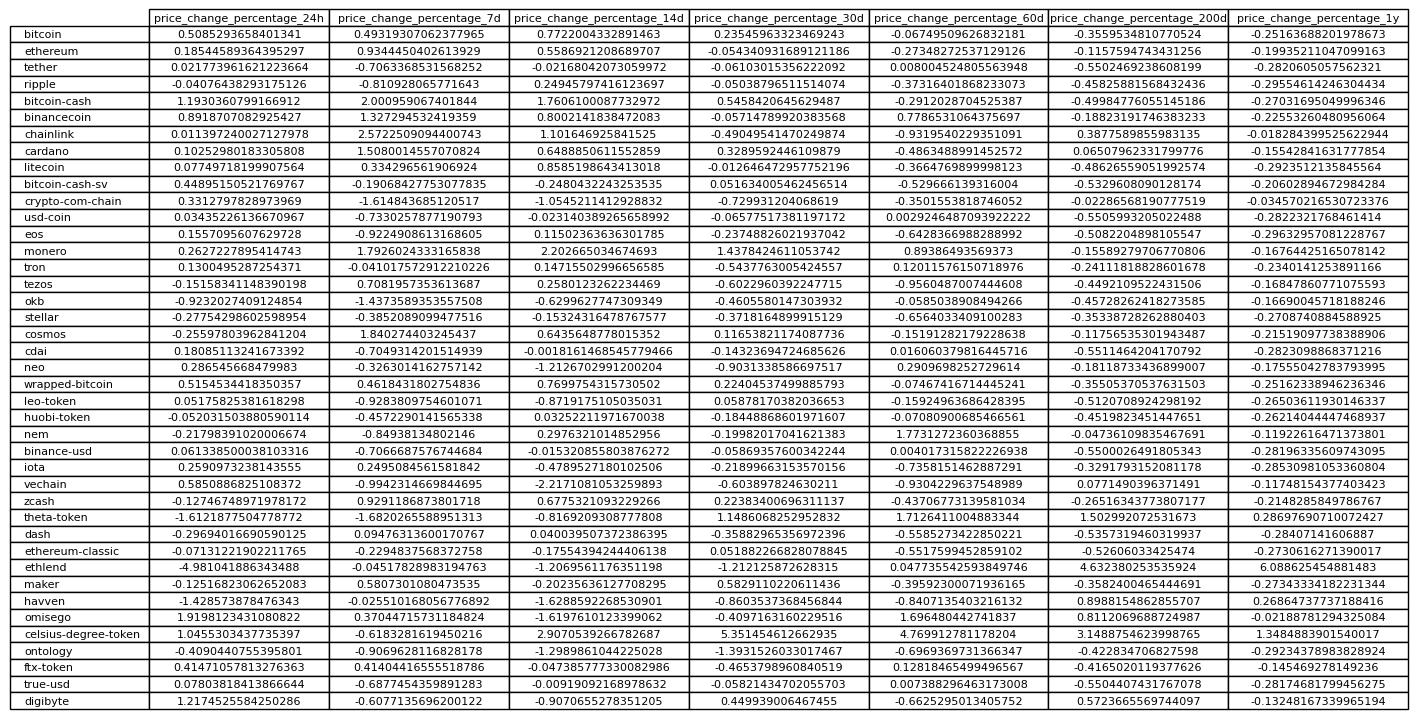 price_change_percentage_24h price_change_percentage_7d price_change_percentage_14d price_change_percentage_30d price_change_percentage_60d price_change_percentage_200d price_change_percentage_1y
bitcoin 0.5085293658401341 0.49319307062377965 0.7722004332891463 0.23545963323469243 -0.06749509626832181 -0.3559534810770524 -0.25163688201978673
ethereum 0.18544589364395297 0.9344450402613929 0.5586921208689707 -0.054340931689121186 -0.27348272537129126 -0.1157594743431256 -0.19935211047099163
tether 0.021773961621223664 -0.7063368531568252 -0.02168042073059972 -0.06103015356222092 0.008004524805563948 -0.5502469238608199 -0.2820605057562321
ripple -0.04076438293175126 -0.810928065771643 0.24945797416123697 -0.05038796511514074 -0.37316401868233073 -0.45825881568432436 -0.29554614246304434
bitcoin-cash 1.1930360799166912 2.000959067401844 1.7606100087732972 0.5458420645629487 -0.2912028704525387 -0.49984776055145186 -0.27031695049996346
binancecoin 0.8918707082925427 1.327294532419359 0.8002141838472083 -0.05714789920383568 0.7786531064375697 -0.18823191746383233 -0.22553260480956064
chainlink 0.011397240027127978 2.5722509094400743 1.101646925841525 -0.49049541470249874 -0.9319540229351091 0.3877589855983135 -0.018284399525622944
cardano 0.10252980183305808 1.5080014557070824 0.6488850611552859 0.3289592446109879 -0.4863488991452572 0.06507962331799776 -0.15542841631777854
litecoin 0.07749718199907564 0.334296561906924 0.8585198643413018 -0.012646472957752196 -0.3664769899998123 -0.48626559051992574 -0.2923512135845564
bitcoin-cash-sv 0.44895150521769767 -0.19068427753077835 -0.2480432243253535 0.0516340054624565​14 -0.529666139316004 -0.5329608090128174 -0.20602894672984284
crypto-com-chain 0.3312797828973969 -1.614843685120517 -1.0545211412928832 -0.729931204068619 -0.3501553818746052 -0.02286568190777519 -0.034570216530723376
usd-coin 0.03435226136670967 -0.7330257877190793 -0.023140389265658992 -0.06577517381197172 0.0029246487093922222 -0.5505993205022488 -0.2822321768461414
eos 0.1557095607629728 -0.9224908613168605 0.11502363636301785 -0.23748826021937042 -0.6428366988288992 -0.5082204898105547 -0.29632957081228767
monero 0.2627227895414743 1.7926024333165838 2.202665034674693 1.4378424611053742 0.89386493569373 -0.15589279706770806 -0.16764425165078142
tron 0.1300495287254371 -0.041017572912210226 0.14715502996656585 -0.5437763005424557 0.12011576150718976 -0.24111818828601678 -0.2340141253891166
tezos -0.15158341148390198 0.7081957353613687 0.2580123262234469 -0.6022960392247715 -0.9560487007444608 -0.4492109522431506 -0.16847860771075593
okb -0.9232027409124854 -1.4373589353557508 -0.6299627747309349 -0.4605580147303932 -0.0585038908494266 -0.45728262418273585 -0.16690045718188246
stellar -0.27754298602598954 -0.3852089099477516 -0.15324316478767577 -0.3718164899915129 -0.6564033409100283 -0.35338728262880403 -0.2708740884588925
cosmos -0.25597803962841204 1.840274403245437 0.6435648778015352 0.11653821174087736 -0.15191282179228638 -0.11756535301943487 -0.21519097738388906
cdai 0.18085113241673392 -0.7049314201514939 -0.0018161468545779466 -0.14323694724685626 0.016060379816445716 -0.5511464204170792 -0.2823098868371216
neo 0.286545668479983 -0.3263014162757142 -1.2126702991200204 -0.9031338586697517 0.2909698252729614 -0.18118733436899007 -0.17555042783793995
wrapped-bitcoin 0.5154534418350357 0.4618431802754836 0.7699754315730502 0.22404537499885793 -0.07467416714445241 -0.35505370537631503 -0.25162338946236346
leo-token 0.05175825381618298 -0.9283809754601071 -0.8719175105035031 0.05878170382036653 -0.15924963686428395 -0.5120708924298192 -0.26503611930146337
huobi-token -0.052031503880590114 -0.4572290141565338 0.03252211971670038 -0.18448868601971607 -0.07080900685466561 -0.4519823451447651 -0.26214044447468937
nem -0.21798391020006674 -0.84938134802146 0.2976321014852956 -0.19982017041621383 1.7731272360368855 -0.04736109835467691 -0.11922616471373801
binance-usd 0.061338500038103316 -0.7066687576744684 -0.015320855803876272 -0.05869357600342244 0.004017315822226938 -0.5500026491805343 -0.28196335609743095
iota 0.2590973238143555 0.2495084561581842 -0.4789527180102506 -0.21899663153570156 -0.7358151462887291 -0.3291793152081178 -0.28530981053360804
vechain 0.5850886825108372 -0.9942314669844695 -2.2171081053259893 -0.603897824630211 -0.9304229637548989 0.0771490396371491 -0.11748154377403423
zcash -0.12746748971978172 0.9291186873801718 0.6775321093229266 0.22383400696311137 -0.43706773139581034 -0.26516343773807177 -0.2148285849786767
theta-token -1.6121877504778772 -1.6820265588951313 -0.8169209308777808 1.1486068252952832 1.7126411004883344 1.502992072531673 0.28697690710072427
dash -0.29694016690590125 0.09476313600170767 0.040039507372386395 -0.35882965356972396 -0.5585273422850221 -0.5357319460319937 -0.28407141606887
ethereum-classic -0.07131221902211765 -0.2294837568372758 -0.17554394244406138 0.051882266828078845 -0.5517599452859102 -0.52606033425474 -0.2730616271390017
ethlend -4.981041886343488 -0.04517828983194763 -1.2069561176351198 -1.212125872628315 0.047735542593849746 4.632380253535924 6.088625454881483
maker -0.12516823062652083 0.5807301080473535 -0.20235636127708295 0.5829110220611436 -0.39592300071936165 -0.3582400465444691 -0.27343334182231344
havven -1.428573878476343 -0.025510168056776892 -1.6288592268530901 -0.8603537368456844 -0.8407135403216132 0.8988154862855707 0.26864737737188416
omisego 1.9198123431080822 0.37044715731184824 -1.6197610123399062 -0.4097163160229516 1.696480442741837 0.8112069688724987 -0.02188781294325084
celsius-degree-token 1.0455303437735397 -0.6183281619450216 2.9070539266782687 5.351454612662935 4.769912781178204 3.148875462399​8765 1.3484883901540017
ontology -0.4090440755395801 -0.9069628116828178 -1.2989861044225028 -1.3931526033017467 -0.6969369731366347 -0.422834706827598 -0.29234378983828924
ftx-token 0.41471057813276363 0.41404416555518786 -0.047385777330082986 -0.4653798960840519 0.12818465499496567 -0.4165020119377626 -0.145469278149236
true-usd 0.07803818413866644 -0.6877454359891283 -0.00919092168978632 -0.05821434702055703 0.007388296463173008 -0.5504407431767078 -0.28174681799456275
digibyte 1.2174525584250286 -0.6077135696200122 -0.9070655278351205 0.449939006467455 -0.6625295013405752 0.5723665569744097 -0.13248167339965194